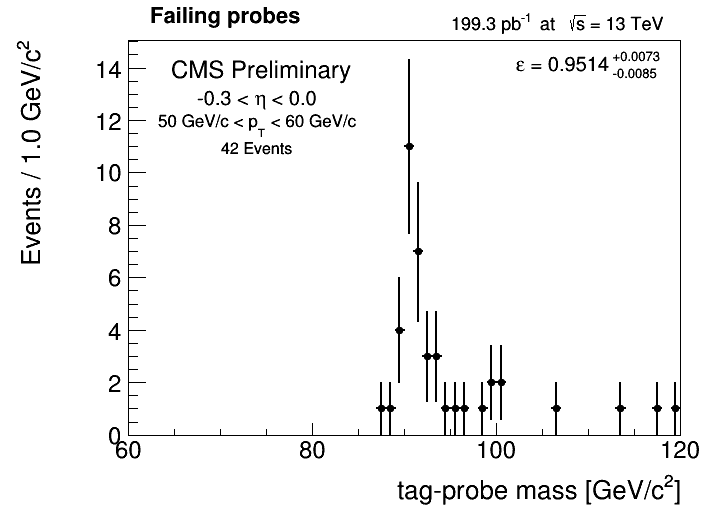 Failing probes
199.3 pb⁻¹ at √s = 13 TeV
CMS Preliminary
-0.3 < η < 0.0
50 GeV/c < p_T < 60 GeV/c
42 Events
ε = 0.9514 +0.0073 -0.0085
Events / 1.0 GeV/c²
14
12
10
8
6
4
2
0
60 80 100 120
tag-probe mass [GeV/c²]